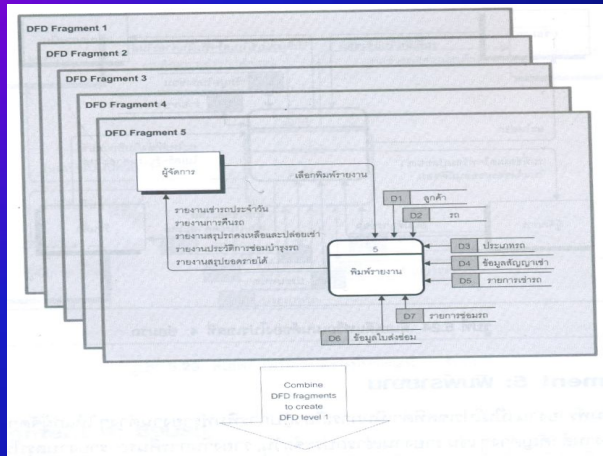 DFD Fragment 1
DFD Fragment 2
DFD Fragment 3
DFD Fragment 4
DFD Fragment 5
ผู้จัดการ
เลือกพิมพ์รายงาน
D1 ลูกค้า
D2 รถ
รายงานเช่ารถประจำวัน
รายงานการคืนรถ
รายงานสรุปรถคงเหลือและปล่อยเช่า
รายงานประวัติการซ่อมบำรุงรถ
รายงานสรุปยอดรายได้
5
พิมพ์รายงาน
D3 ประเภทรถ
D4 ข้อมูลสัญญาเช่า
D5 รายการเช่ารถ
D7 รายการซ่อมรถ
D6 ข้อมูลใบส่งซ่อม
Combine
DFD fragments
to create
DFD level 1